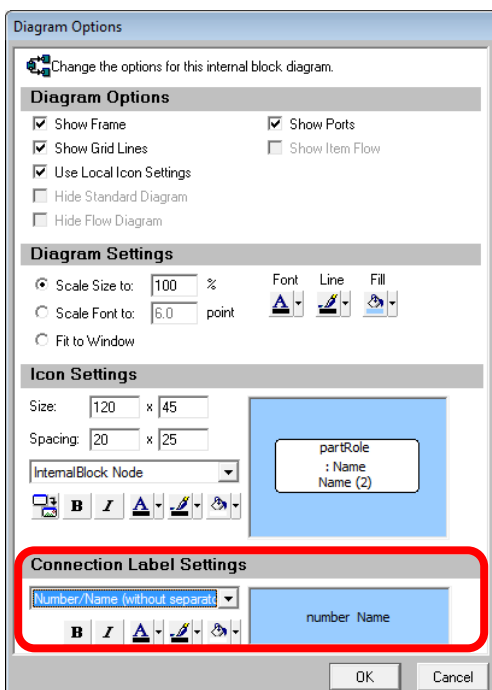 Diagram Options
Change the options for this internal block diagram.
Diagram Options
Show Frame
Show Ports
Show Grid Lines
Show Item Flow
Use Local Icon Settings
Hide Standard Diagram
Hide Flow Diagram
Diagram Settings
Scale Size to: 100 % Font Line Fill
Scale Font to: 6.0 point A
Fit to Window
Icon Settings
Size: 120 x 45
Spacing: 20 x 25
partRole
: Name
Name (2)
InternalBlock Node
B I A
Connection Label Settings
Number/Name (without separato
number Name
B I A
OK Cancel